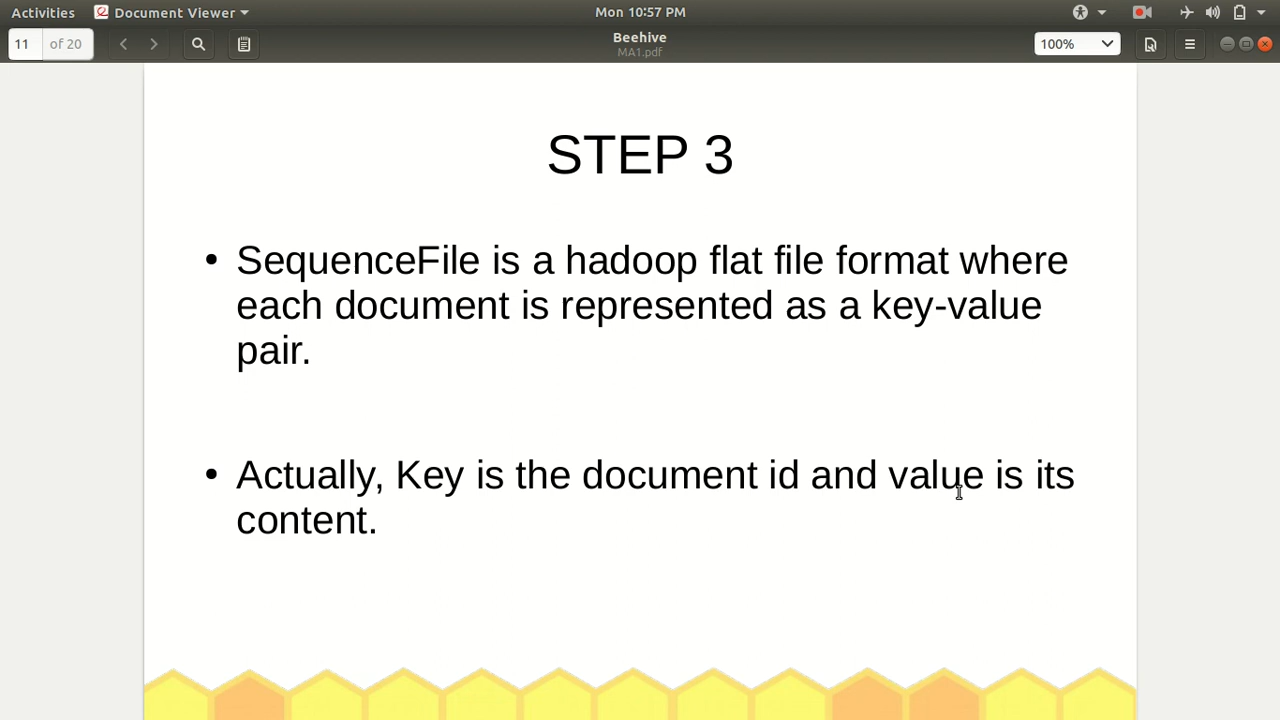 Activities Document Viewer Mon 10:57 PM
11 of 20 Beehive 100%
MA1.pdf
STEP 3
• SequenceFile is a hadoop flat file format where
each document is represented as a key-value
pair.
• Actually, Key is the document id and value is its
content.